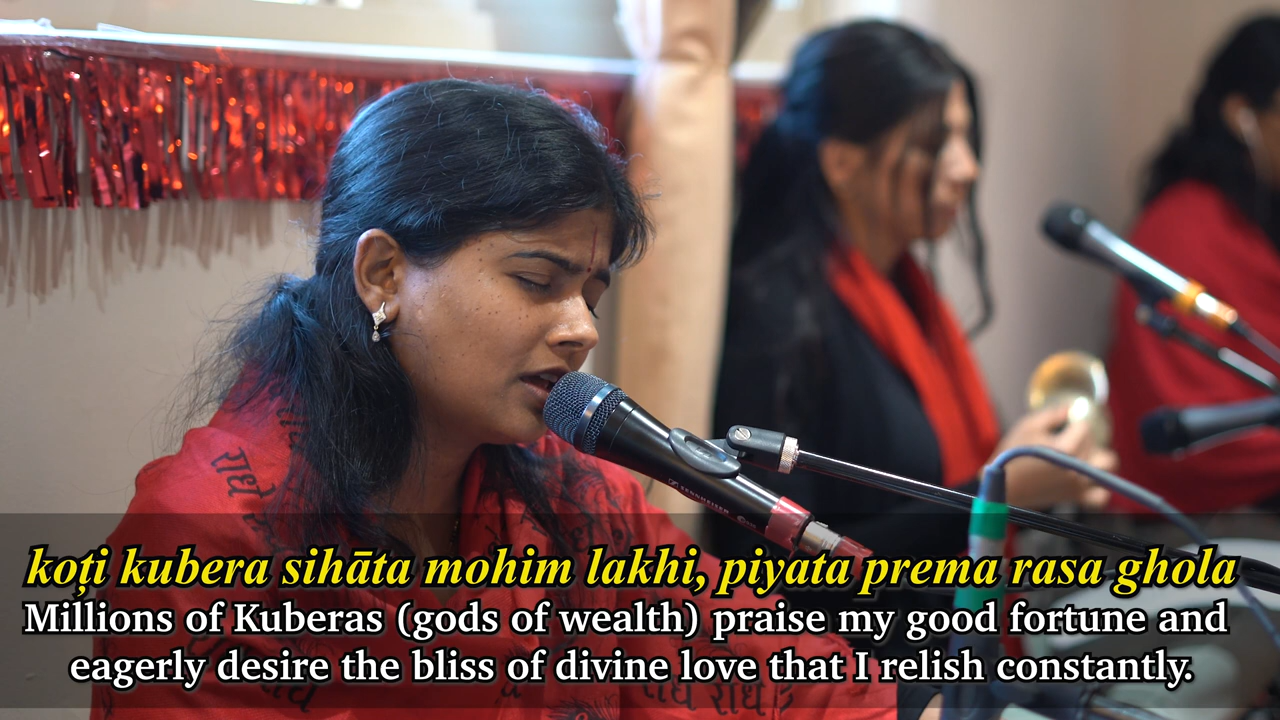 राधे
SENNHEISER
koṭi kubera sihāta mohim lakhi, piyata prema rasa ghola
Millions of Kuberas (gods of wealth) praise my good fortune and
eagerly desire the bliss of divine love that I relish constantly.
राधे राधे